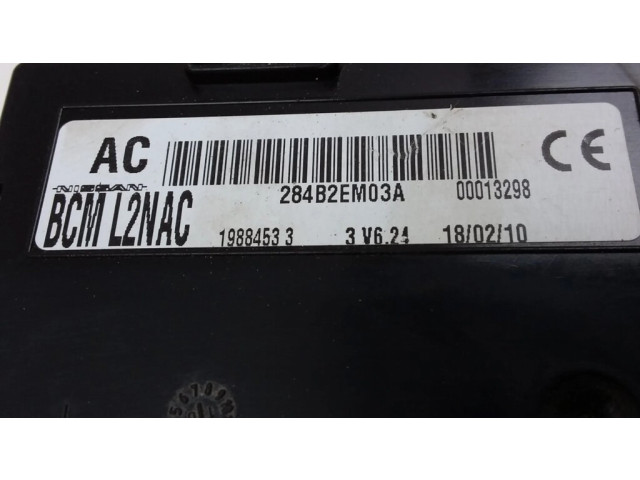 AC
284B2EM03A 00013298
NISSAN
BCM L2NAC
1988453 3 3 V6.24 18/02/10
CE